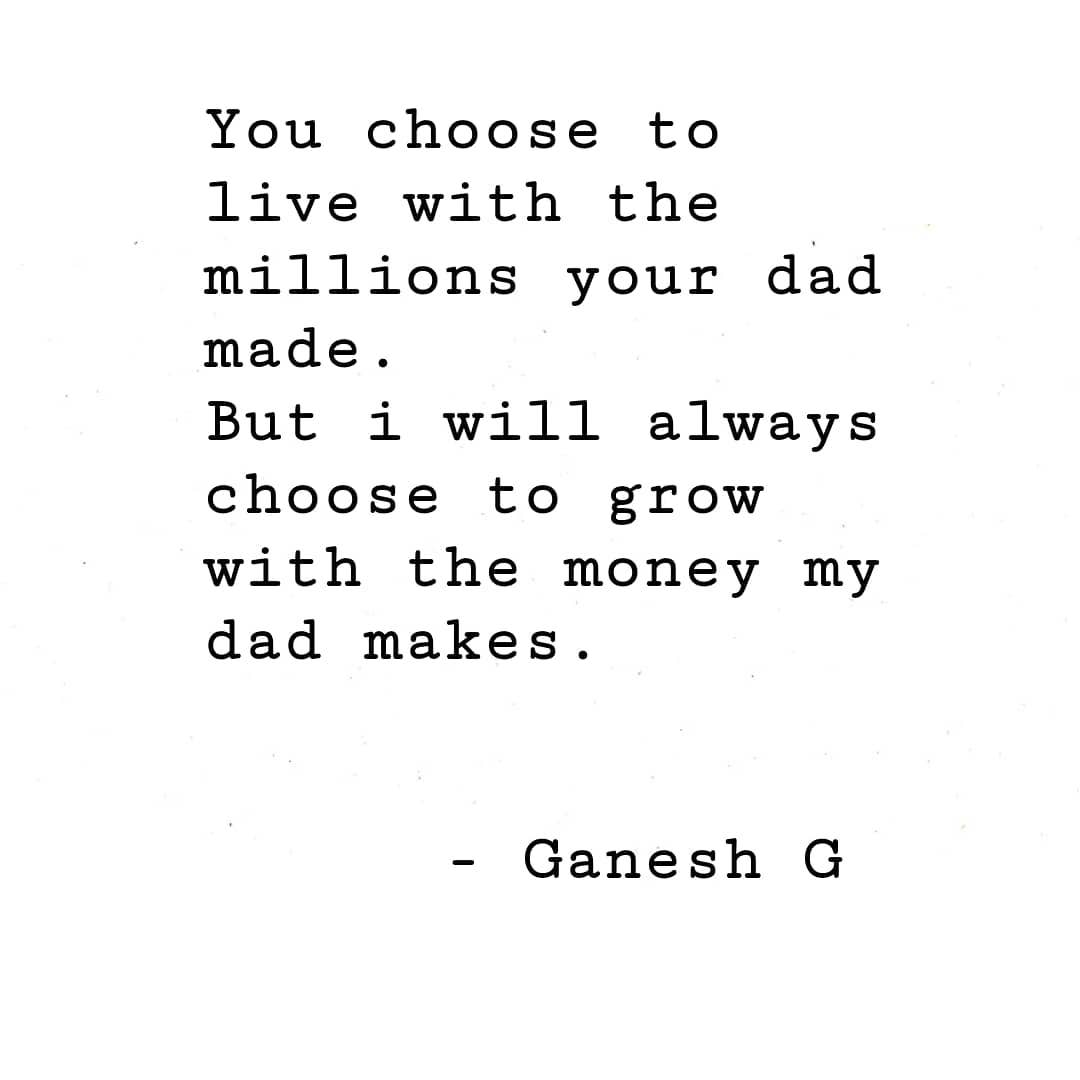 You choose to
live with the
millions your dad
made.
But i will always
choose to grow
with the money my
dad makes.
- Ganesh G